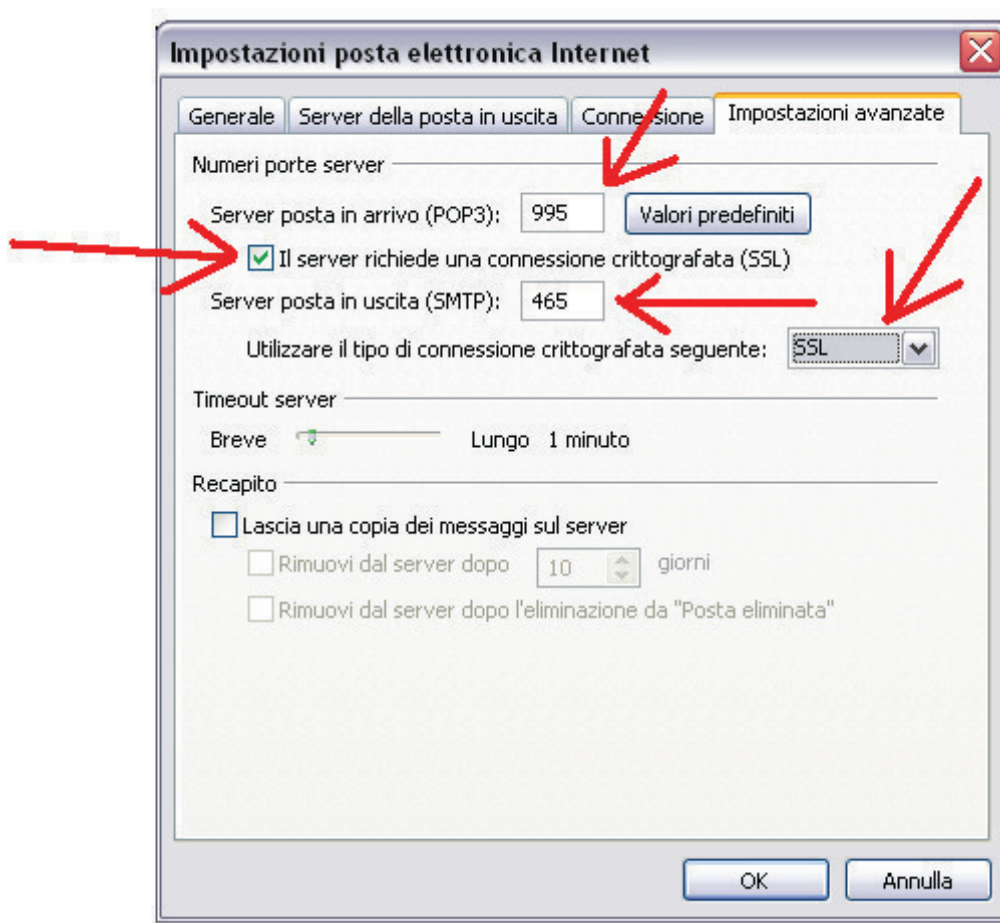 Impostazioni posta elettronica Internet
Generale Server della posta in uscita Connessione Impostazioni avanzate
Numeri porte server
Server posta in arrivo (POP3): 995 Valori predefiniti
Il server richiede una connessione crittografata (SSL)
Server posta in uscita (SMTP): 465
Utilizzare il tipo di connessione crittografata seguente: SSL
Timeout server
Breve Lungo 1 minuto
Recapito
Lascia una copia dei messaggi sul server
Rimuovi dal server dopo 10 giorni
Rimuovi dal server dopo l'eliminazione da "Posta eliminata"
OK Annulla